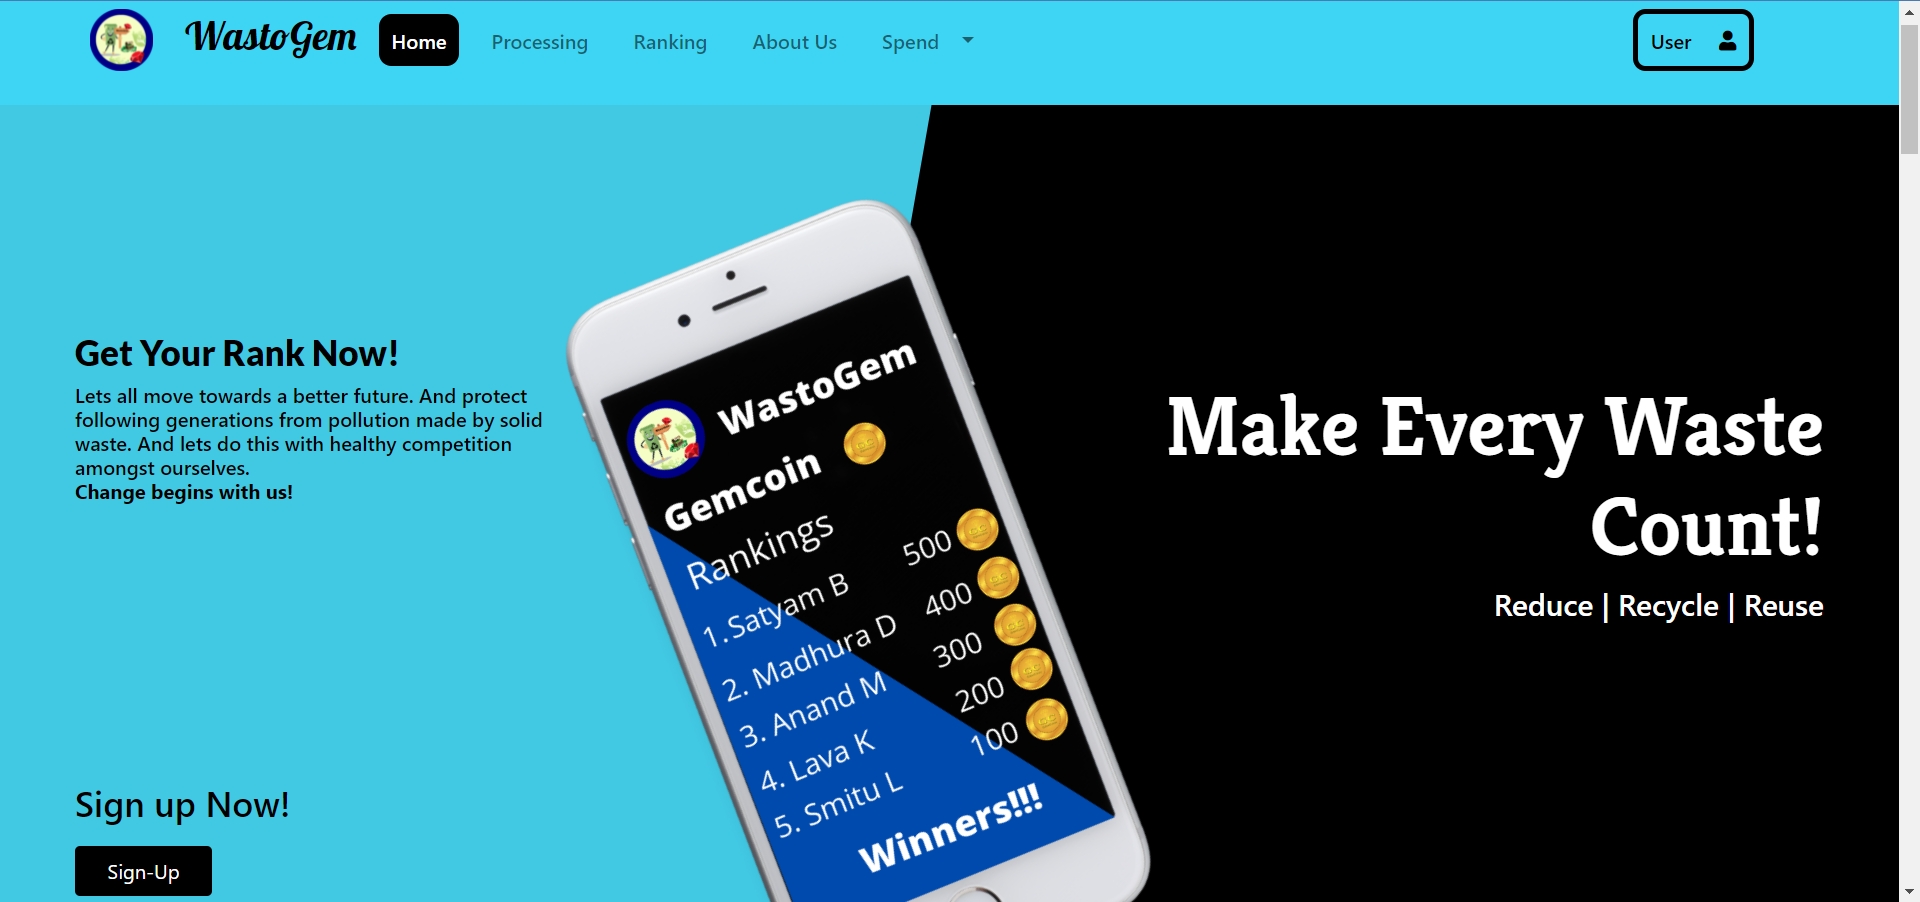 WastoGem
Home
Processing
Ranking
About Us
Spend
User
Get Your Rank Now!
Lets all move towards a better future. And protect
following generations from pollution made by solid
waste. And lets do this with healthy competition
amongst ourselves.
Change begins with us!
Sign up Now!
Sign-Up
WastoGem
Gemcoin
Rankings
1.Satyam B 500
2. Madhura D 400
3. Anand M 300
4. Lava K 200
5. Smitu L 100
Winners!!!
Make Every Waste
Count!
Reduce | Recycle | Reuse